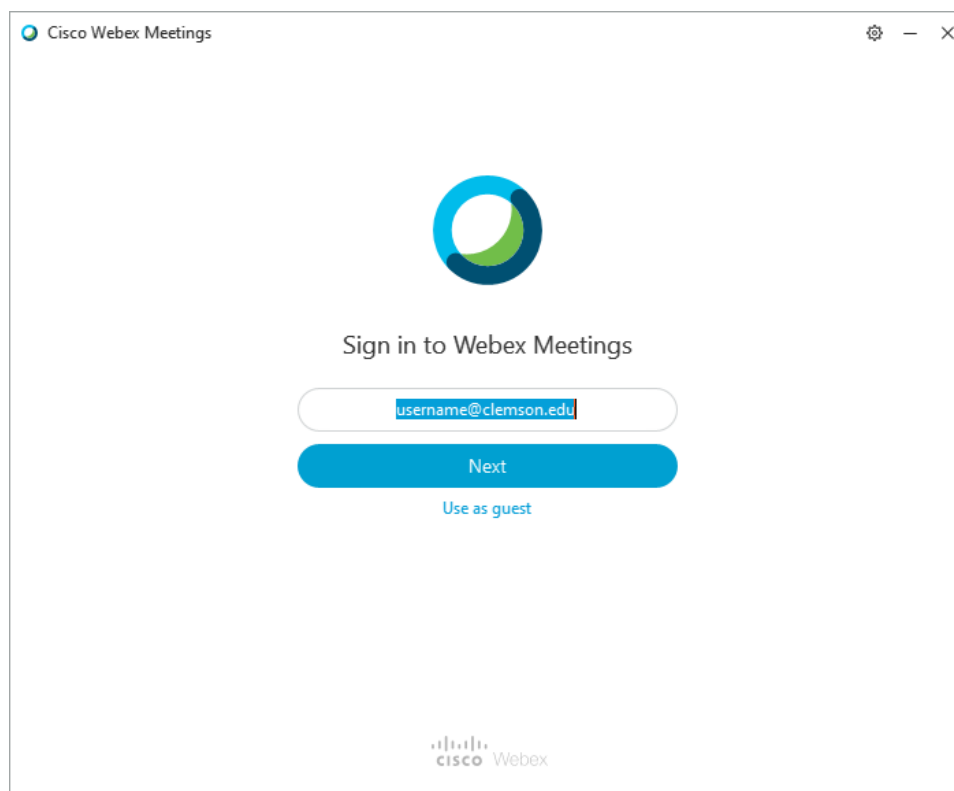 Cisco Webex Meetings
Sign in to Webex Meetings
username@clemson.edu
Next
Use as guest
cisco Webex